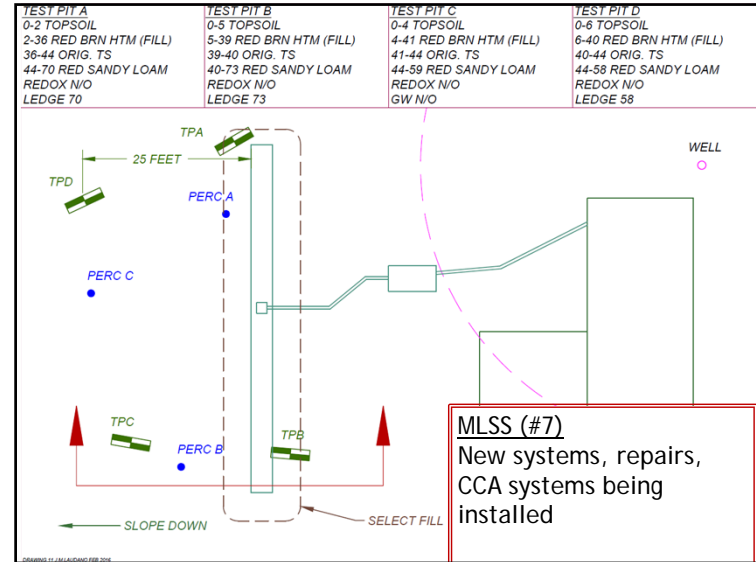 TEST PIT A
0-2 TOPSOIL
2-36 RED BRN HTM (FILL)
36-44 ORIG. TS
44-70 RED SANDY LOAM
REDOX N/O
LEDGE 70
TEST PIT B
0-5 TOPSOIL
5-39 RED BRN HTM (FILL)
39-40 ORIG. TS
40-73 RED SANDY LOAM
REDOX N/O
LEDGE 73
TEST PIT C
0-4 TOPSOIL
4-41 RED BRN HTM (FILL)
41-44 ORIG. TS
44-59 RED SANDY LOAM
REDOX N/O
GW N/O
TEST PIT D
0-6 TOPSOIL
6-40 RED BRN HTM (FILL)
40-44 ORIG. TS
44-58 RED SANDY LOAM
REDOX N/O
LEDGE 58
TPA
25 FEET
WELL
TPD
PERC A
PERC C
TPC
TPB
PERC B
SLOPE DOWN
SELECT FILL
MLSS (#7)
New systems, repairs,
CCA systems being
installed
DRAWING 11 J M LAUDANO FEB 2016